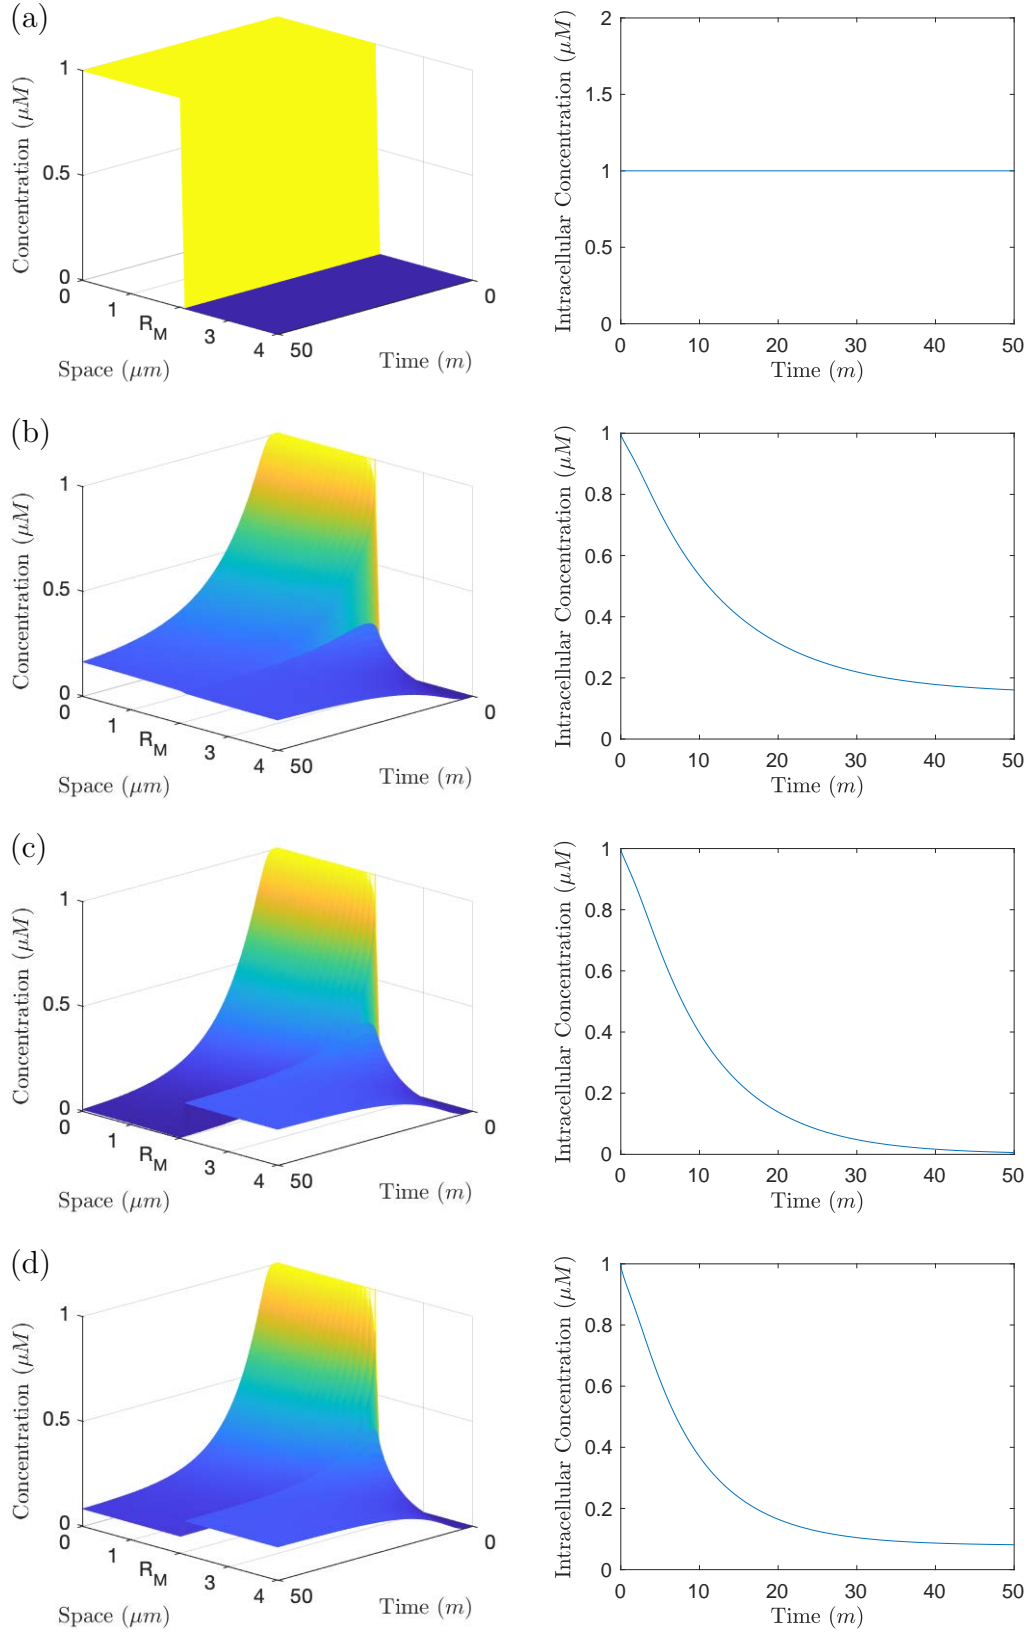 (a)
Concentration (μM)
1
0.5
0
0
1
R_M
3
4
Space (μm)
50
0
Time (m)
Intracellular Concentration (μM)
2
1.5
1
0.5
0
0 10 20 30 40 50
Time (m)
(b)
Concentration (μM)
1
0.5
0
0
1
R_M
3
4
Space (μm)
50
0
Time (m)
Intracellular Concentration (μM)
1
0.8
0.6
0.4
0.2
0
0 10 20 30 40 50
Time (m)
(c)
Concentration (μM)
1
0.5
0
0
1
R_M
3
4
Space (μm)
50
0
Time (m)
Intracellular Concentration (μM)
1
0.8
0.6
0.4
0.2
0
0 10 20 30 40 50
Time (m)
(d)
Concentration (μM)
1
0.5
0
0
1
R_M
3
4
Space (μm)
50
0
Time (m)
Intracellular Concentration (μM)
1
0.8
0.6
0.4
0.2
0
0 10 20 30 40 50
Time (m)